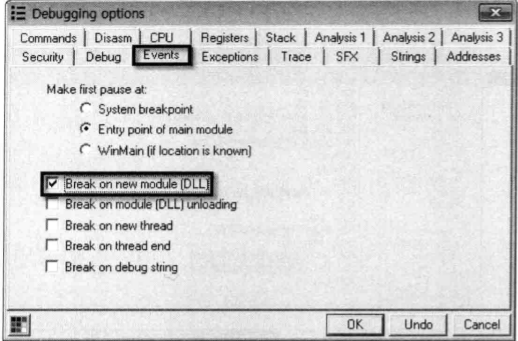 Debugging options
Commands Disasm CPU Registers Stack Analysis 1 Analysis 2 Analysis 3
Security Debug Events Exceptions Trace SFX Strings Addresses
Make first pause at:
System breakpoint
Entry point of main module
WinMain (if location is known)
Break on new module (DLL)
Break on module (DLL) unloading
Break on new thread
Break on thread end
Break on debug string
OK Undo Cancel